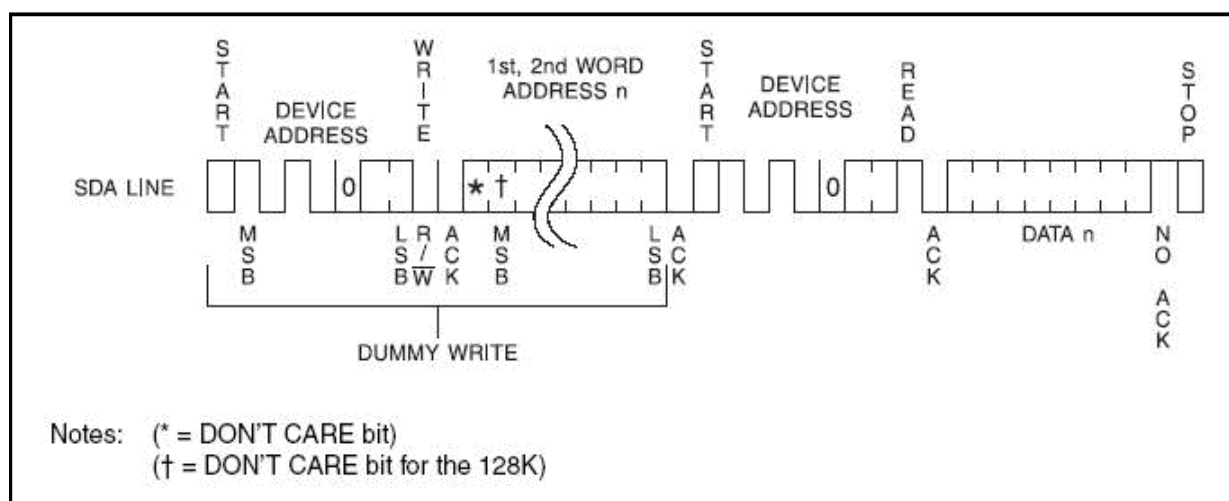 START
WRITE
1st, 2nd WORD
ADDRESS n
START
READ
STOP
DEVICE
ADDRESS
DEVICE
ADDRESS
SDA LINE
0
* †
0
MSB
LSB
R/W
ACK
MSB
LSB
ACK
ACK
DATA n
NO ACK
DUMMY WRITE
Notes: (* = DON'T CARE bit)
(† = DON'T CARE bit for the 128K)